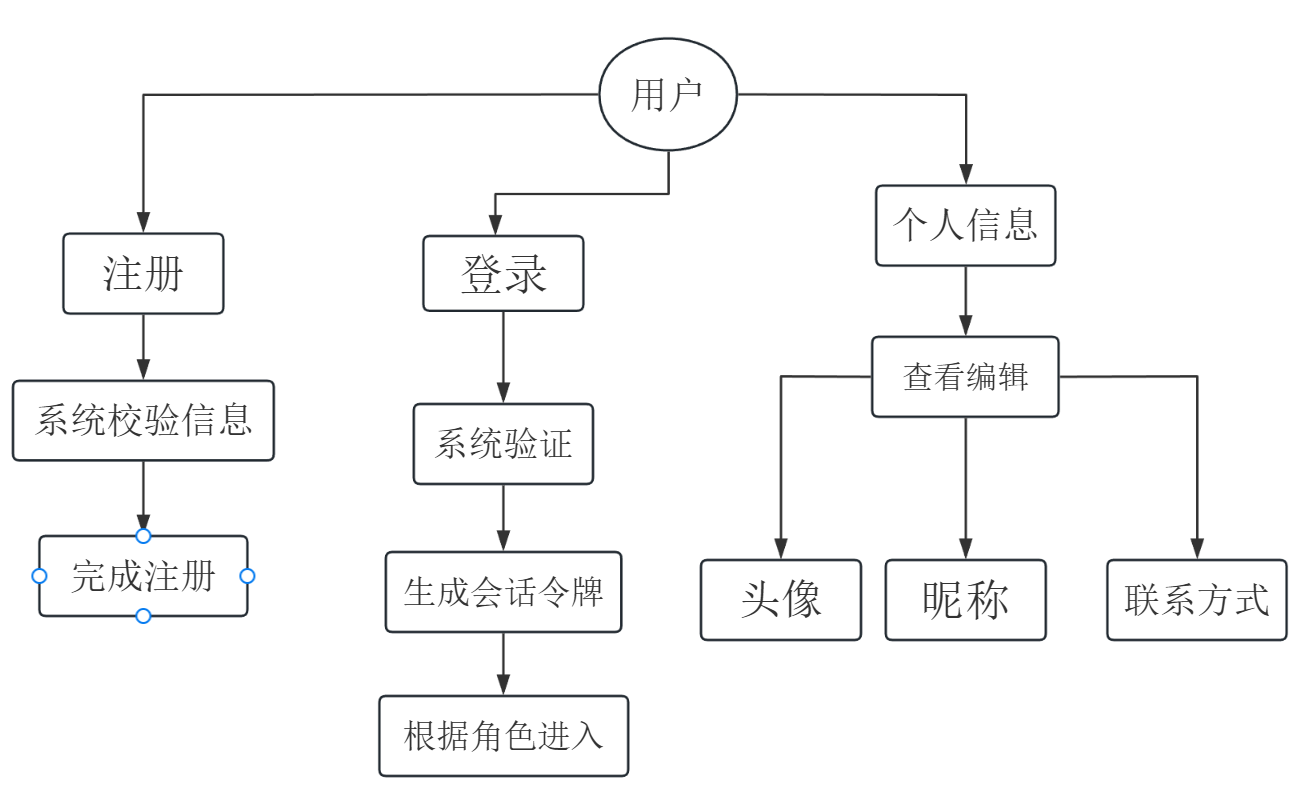 用户
注册
登录
个人信息
系统校验信息
系统验证
查看编辑
完成注册
生成会话令牌
头像
昵称
联系方式
根据角色进入